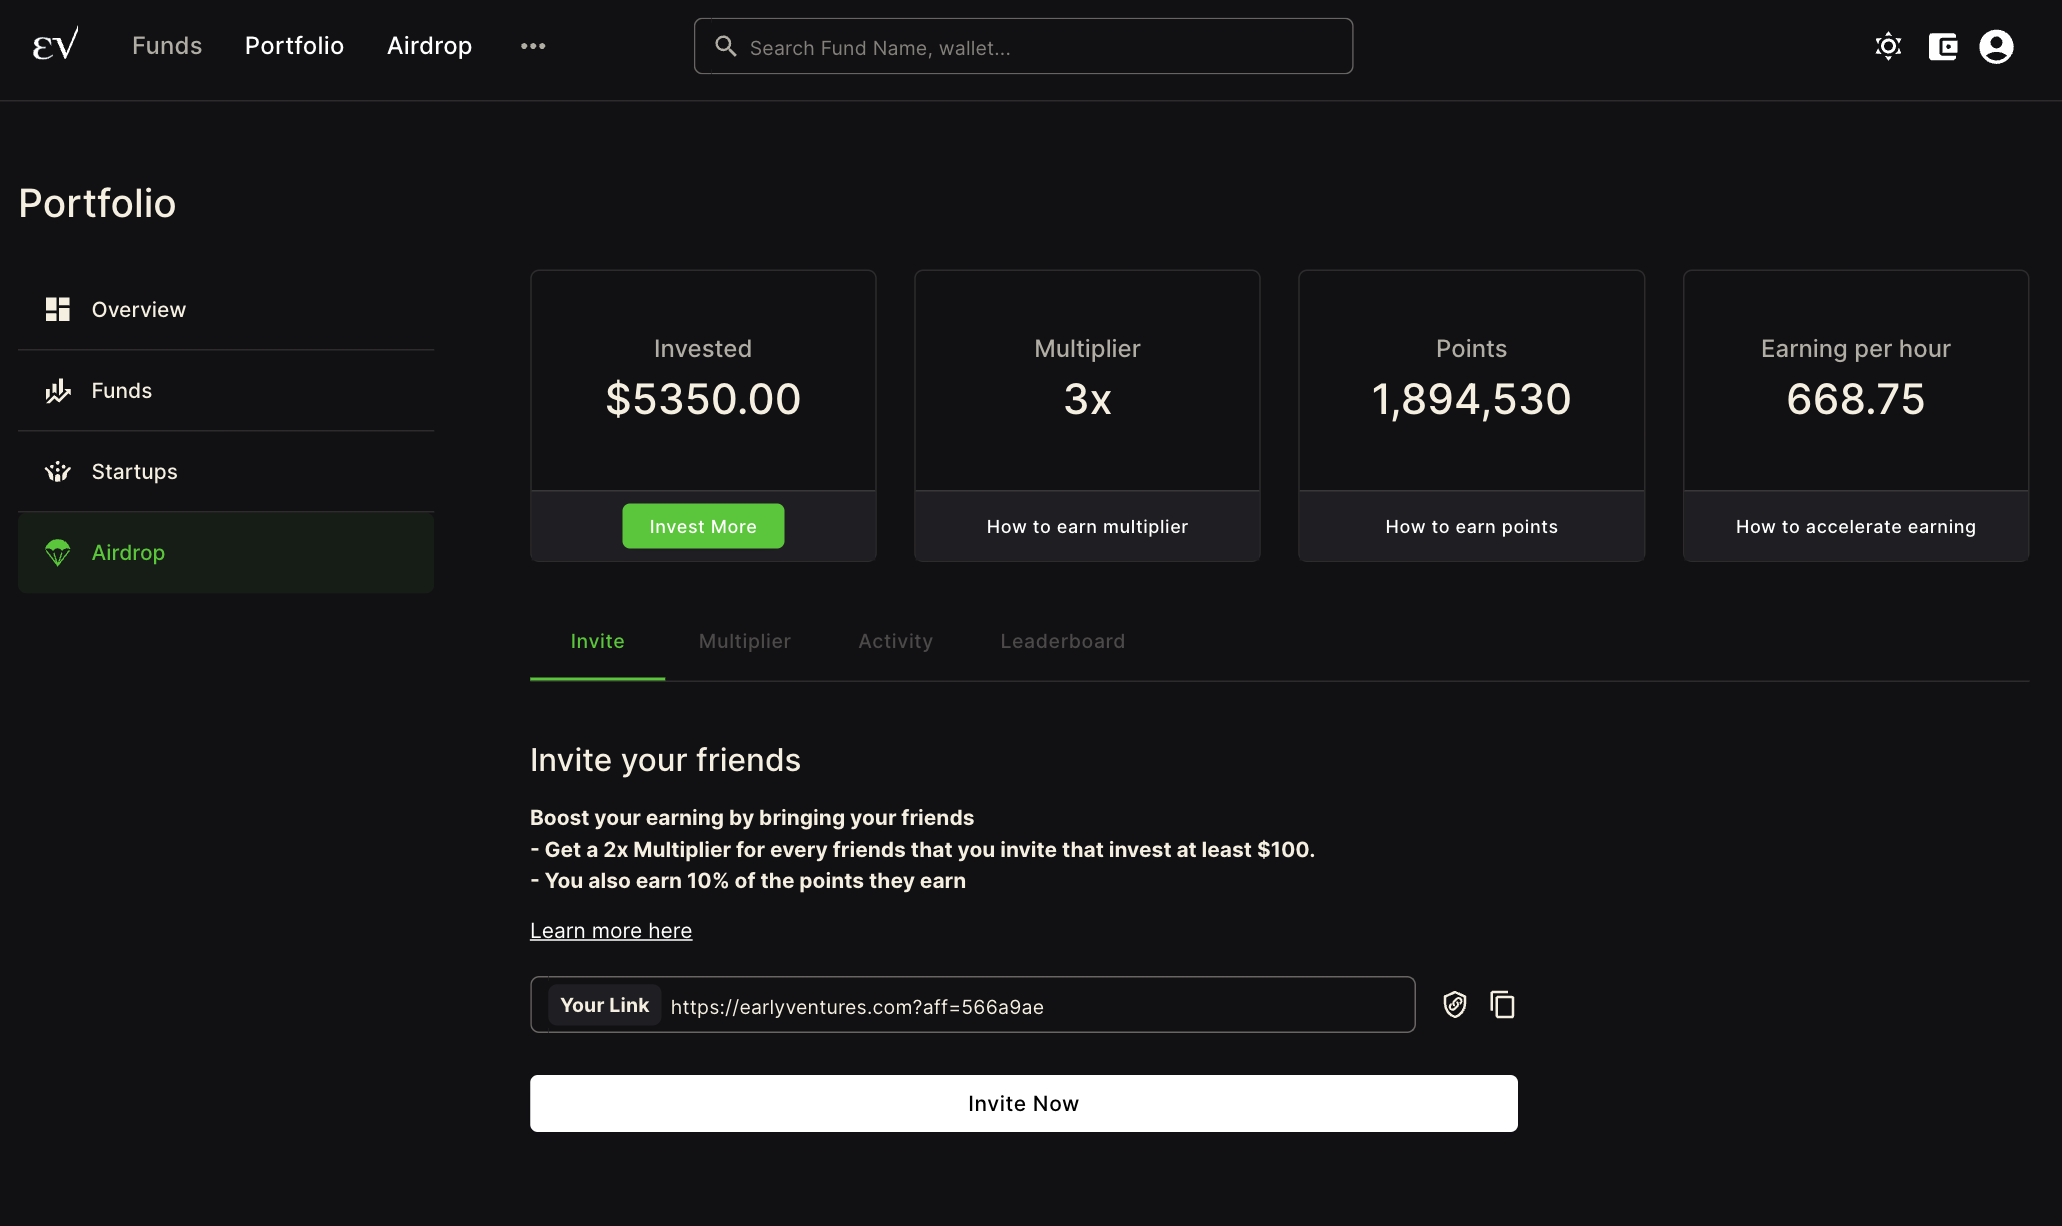 εv
Funds
Portfolio
Airdrop
Search Fund Name, wallet...
Portfolio
Overview
Funds
Startups
Airdrop
Invested
$5350.00
Invest More
Multiplier
3x
How to earn multiplier
Points
1,894,530
How to earn points
Earning per hour
668.75
How to accelerate earning
Invite
Multiplier
Activity
Leaderboard
Invite your friends
Boost your earning by bringing your friends
- Get a 2x Multiplier for every friends that you invite that invest at least $100.
- You also earn 10% of the points they earn
Learn more here
Your Link https://earlyventures.com?aff=566a9ae
Invite Now